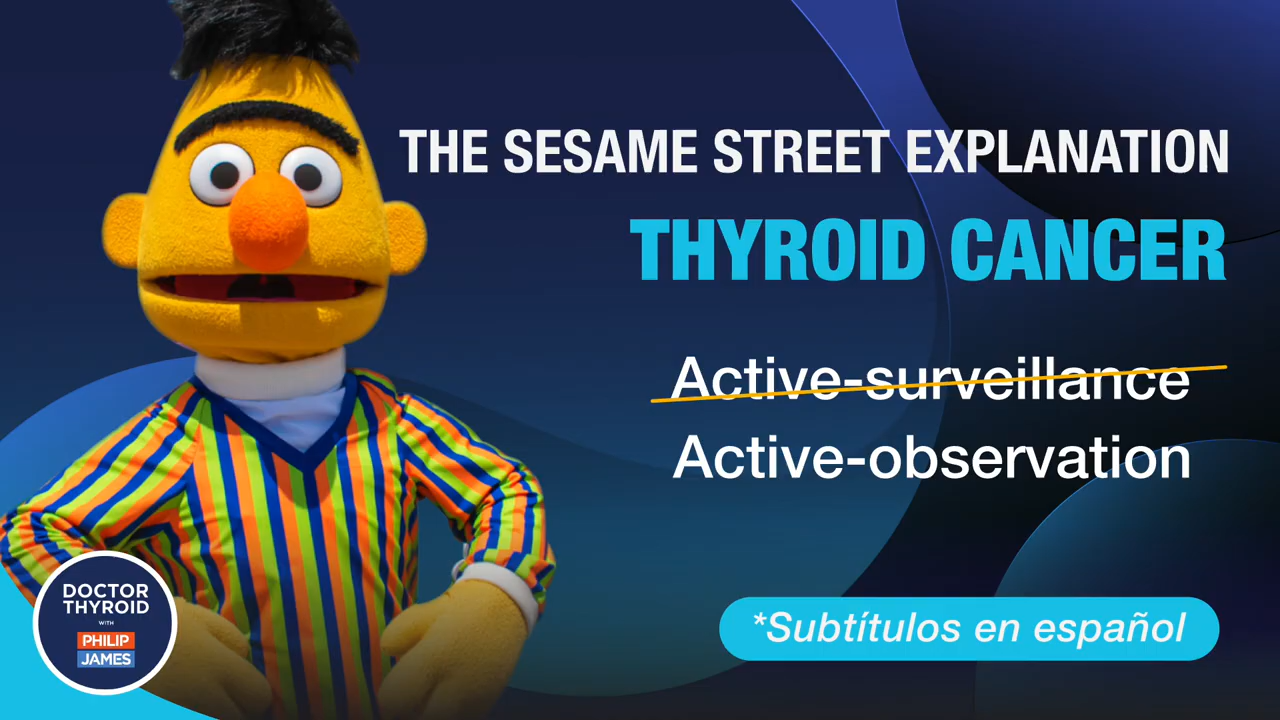 THE SESAME STREET EXPLANATION
THYROID CANCER
Active-surveillance
Active-observation
*Subtítulos en español
DOCTOR
THYROID
WITH
PHILIP
JAMES